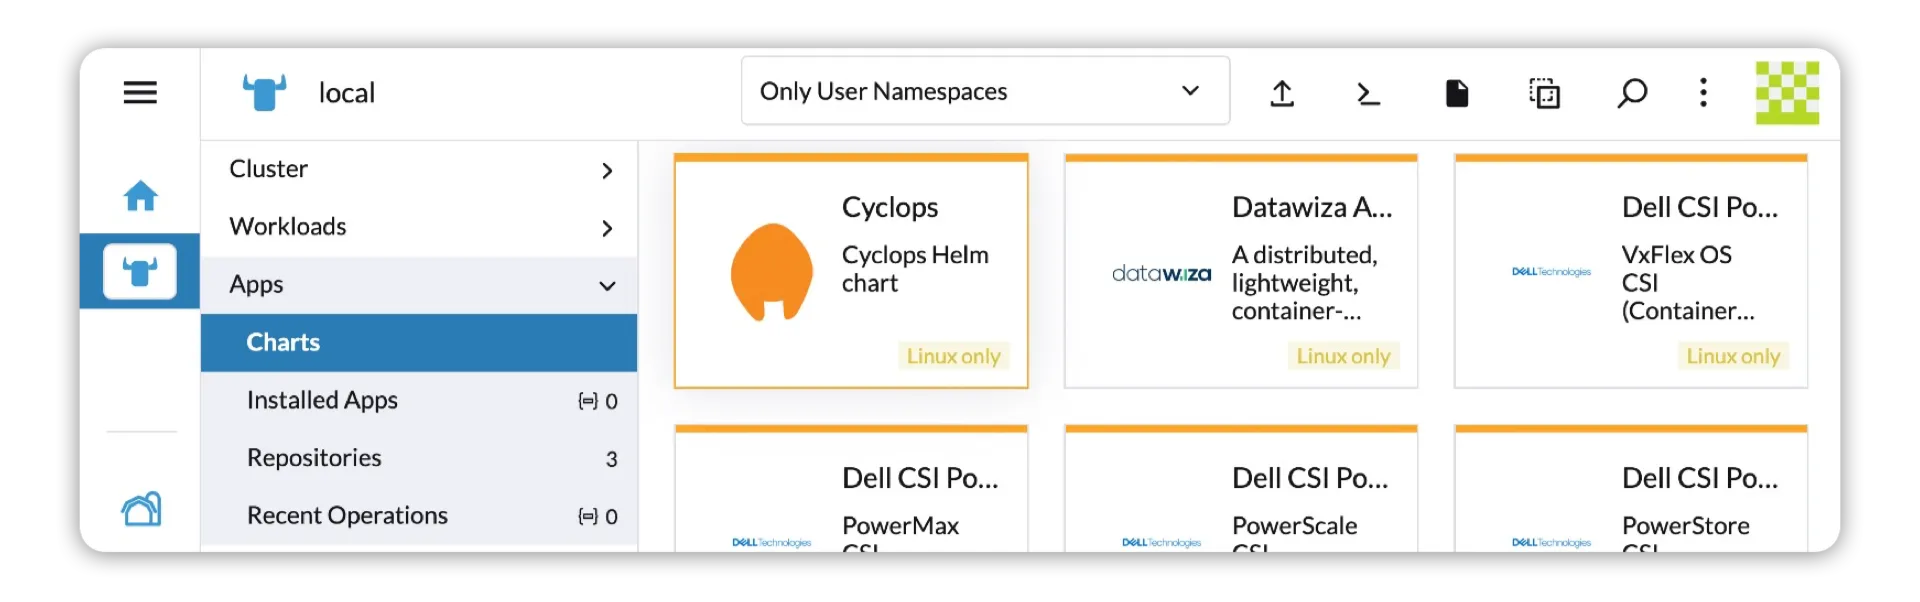 local
Only User Namespaces
Cluster
Workloads
Apps
Charts
Installed Apps 0
Repositories 3
Recent Operations 0
Cyclops
Cyclops Helm
chart
Linux only
datawiza
Datawiza A...
A distributed,
lightweight,
container-...
Linux only
DELL Technologies
Dell CSI Po...
VxFlex OS
CSI
(Container...
Linux only
DELL Technologies
Dell CSI Po...
PowerMax
CSI
DELL Technologies
Dell CSI Po...
PowerScale
CSI
DELL Technologies
Dell CSI Po...
PowerStore
CSI